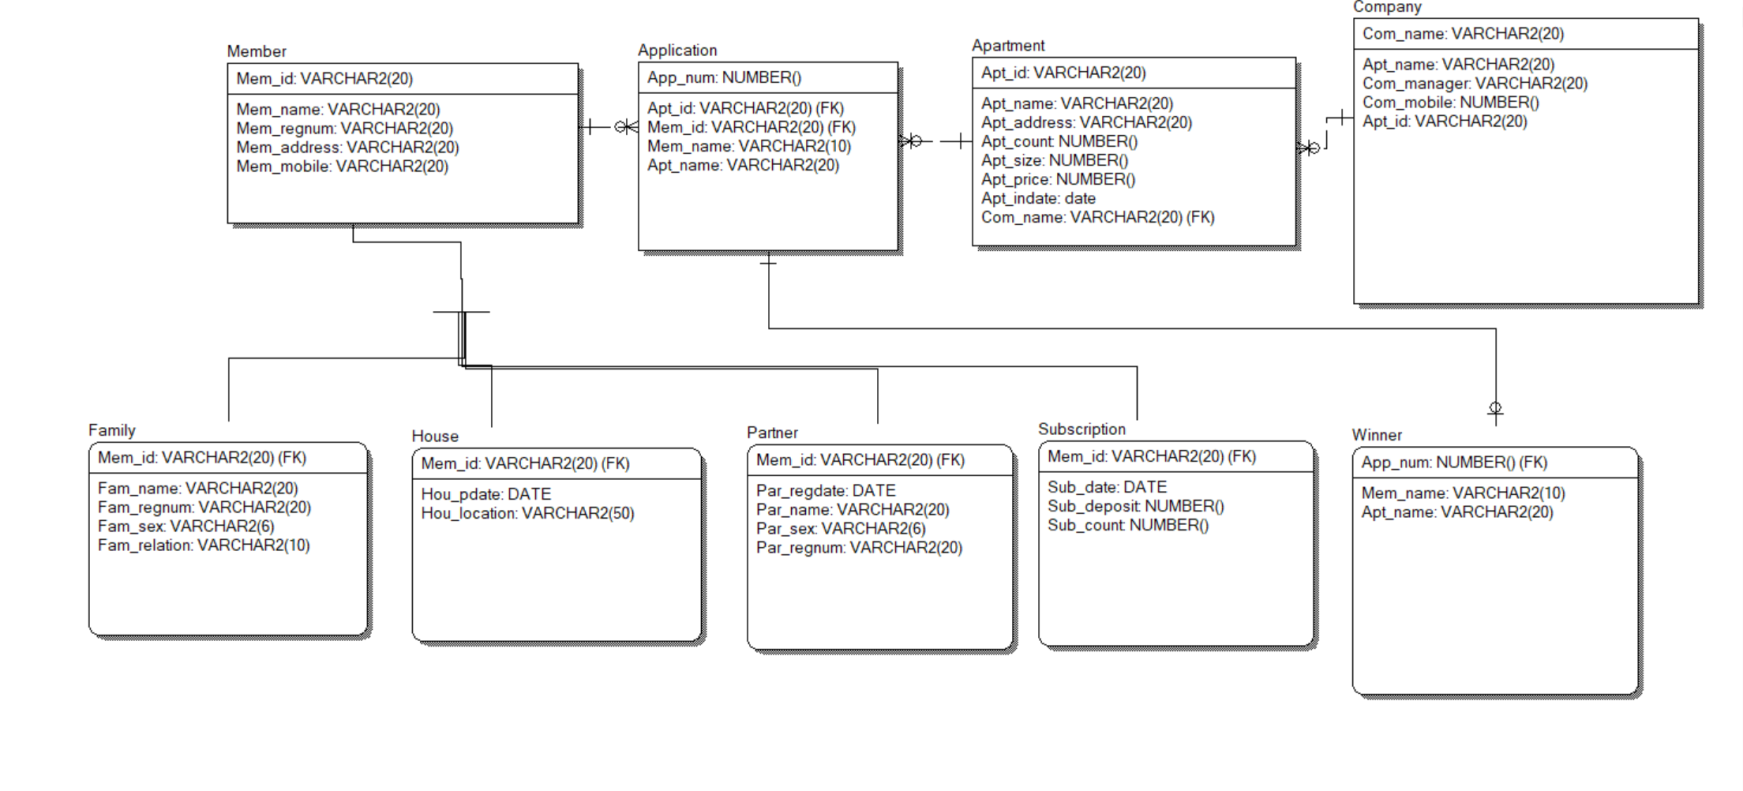 Member
Mem_id: VARCHAR2(20)
Mem_name: VARCHAR2(20)
Mem_regnum: VARCHAR2(20)
Mem_address: VARCHAR2(20)
Mem_mobile: VARCHAR2(20)
Application
App_num: NUMBER()
Apt_id: VARCHAR2(20) (FK)
Mem_id: VARCHAR2(20) (FK)
Mem_name: VARCHAR2(10)
Apt_name: VARCHAR2(20)
Apartment
Apt_id: VARCHAR2(20)
Apt_name: VARCHAR2(20)
Apt_address: VARCHAR2(20)
Apt_count: NUMBER()
Apt_size: NUMBER()
Apt_price: NUMBER()
Apt_indate: date
Com_name: VARCHAR2(20) (FK)
Company
Com_name: VARCHAR2(20)
Apt_name: VARCHAR2(20)
Com_manager: VARCHAR2(20)
Com_mobile: NUMBER()
Apt_id: VARCHAR2(20)
Family
Mem_id: VARCHAR2(20) (FK)
Fam_name: VARCHAR2(20)
Fam_regnum: VARCHAR2(20)
Fam_sex: VARCHAR2(6)
Fam_relation: VARCHAR2(10)
House
Mem_id: VARCHAR2(20) (FK)
Hou_pdate: DATE
Hou_location: VARCHAR2(50)
Partner
Mem_id: VARCHAR2(20) (FK)
Par_regdate: DATE
Par_name: VARCHAR2(20)
Par_sex: VARCHAR2(6)
Par_regnum: VARCHAR2(20)
Subscription
Mem_id: VARCHAR2(20) (FK)
Sub_date: DATE
Sub_deposit: NUMBER()
Sub_count: NUMBER()
Winner
App_num: NUMBER() (FK)
Mem_name: VARCHAR2(10)
Apt_name: VARCHAR2(20)